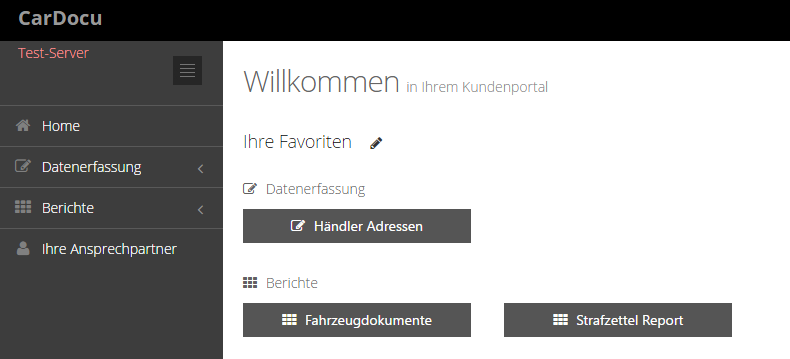 CarDocu
Test-Server
Home
Datenerfassung
Berichte
Ihre Ansprechpartner
Willkommen in Ihrem Kundenportal
Ihre Favoriten
Datenerfassung
Händler Adressen
Berichte
Fahrzeugdokumente
Strafzettel Report